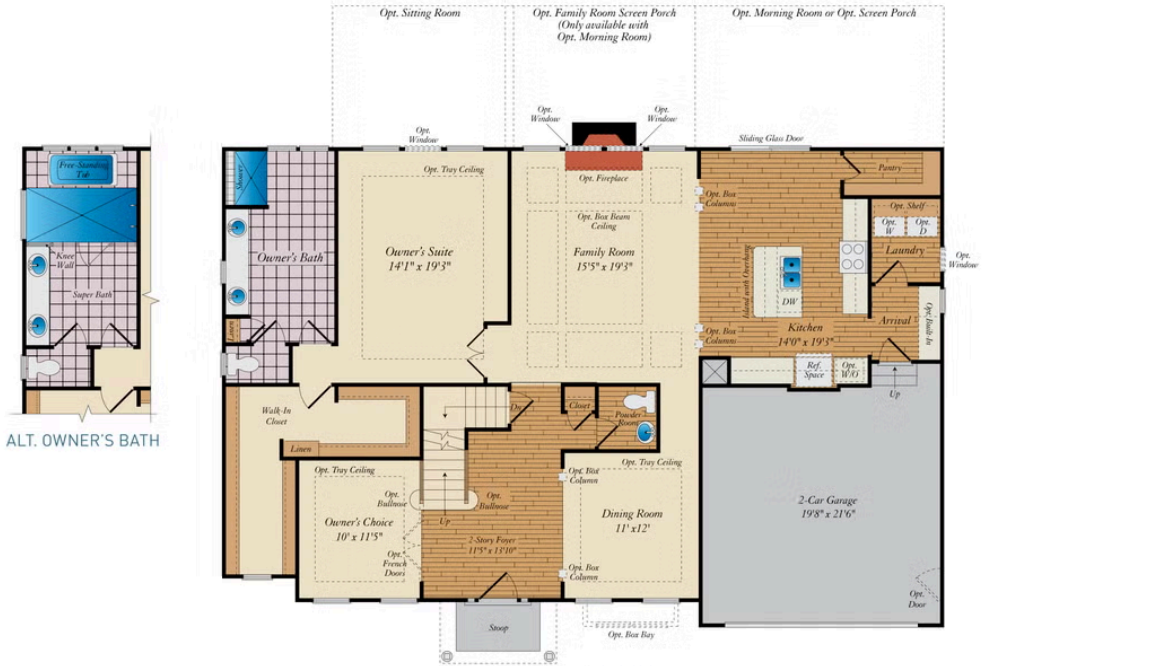 Opt. Sitting Room
Opt. Family Room Screen Porch
(Only available with
Opt. Morning Room)
Opt. Morning Room or Opt. Screen Porch
Opt.
Window
Opt.
Window
Opt.
Window
Sliding Glass Door
Free-Standing
Tub
Knee
Wall
Super Bath
ALT. OWNER'S BATH
Shower
Owner's Bath
Linen
Opt. Tray Ceiling
Owner's Suite
14'1" x 19'3"
Opt. Fireplace
Opt. Box Beam
Ceiling
Family Room
15'5" x 19'3"
Opt. Box
Columns
Opt. Box
Columns
Pantry
Opt. Shelf
Opt.
W
Opt.
D
Laundry
Opt.
Window
Island with Overhang
DW
Kitchen
14'0" x 19'3"
Arrival
Opt. Built-In
Ref.
Space
Opt.
W/O
Up
Walk-In
Closet
Linen
Dn
Closet
Powder
Room
Opt. Tray Ceiling
Opt.
Bullnose
Opt.
Bullnose
Up
Owner's Choice
10' x 11'5"
Opt.
French
Doors
2-Story Foyer
11'5" x 13'10"
Opt. Box
Column
Opt. Tray Ceiling
Dining Room
11' x12'
Opt. Box
Column
2-Car Garage
19'8" x 21'6"
Opt.
Door
Stoop
Opt. Box Bay